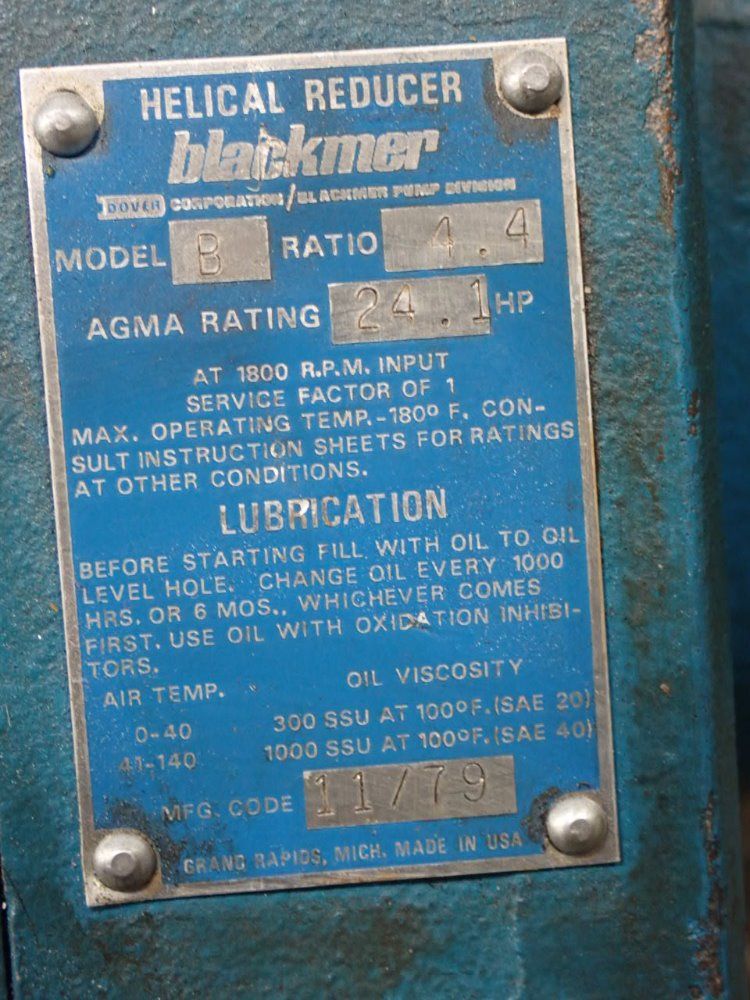 HELICAL REDUCER
blackmer
DOVER CORPORATION/BLACKMER PUMP DIVISION
MODEL B RATIO 4.4
AGMA RATING 24.1 HP
AT 1800 R.P.M. INPUT
SERVICE FACTOR OF 1
MAX. OPERATING TEMP.-180º F. CON-
SULT INSTRUCTION SHEETS FOR RATINGS
AT OTHER CONDITIONS.
LUBRICATION
BEFORE STARTING FILL WITH OIL TO OIL
LEVEL HOLE. CHANGE OIL EVERY 1000
HRS. OR 6 MOS., WHICHEVER COMES
FIRST. USE OIL WITH OXIDATION INHIBI-
TORS.
AIR TEMP. OIL VISCOSITY
0-40 300 SSU AT 100ºF.(SAE 20)
41-140 1000 SSU AT 100ºF.(SAE 40)
MFG. CODE 11/79
GRAND RAPIDS, MICH. MADE IN USA